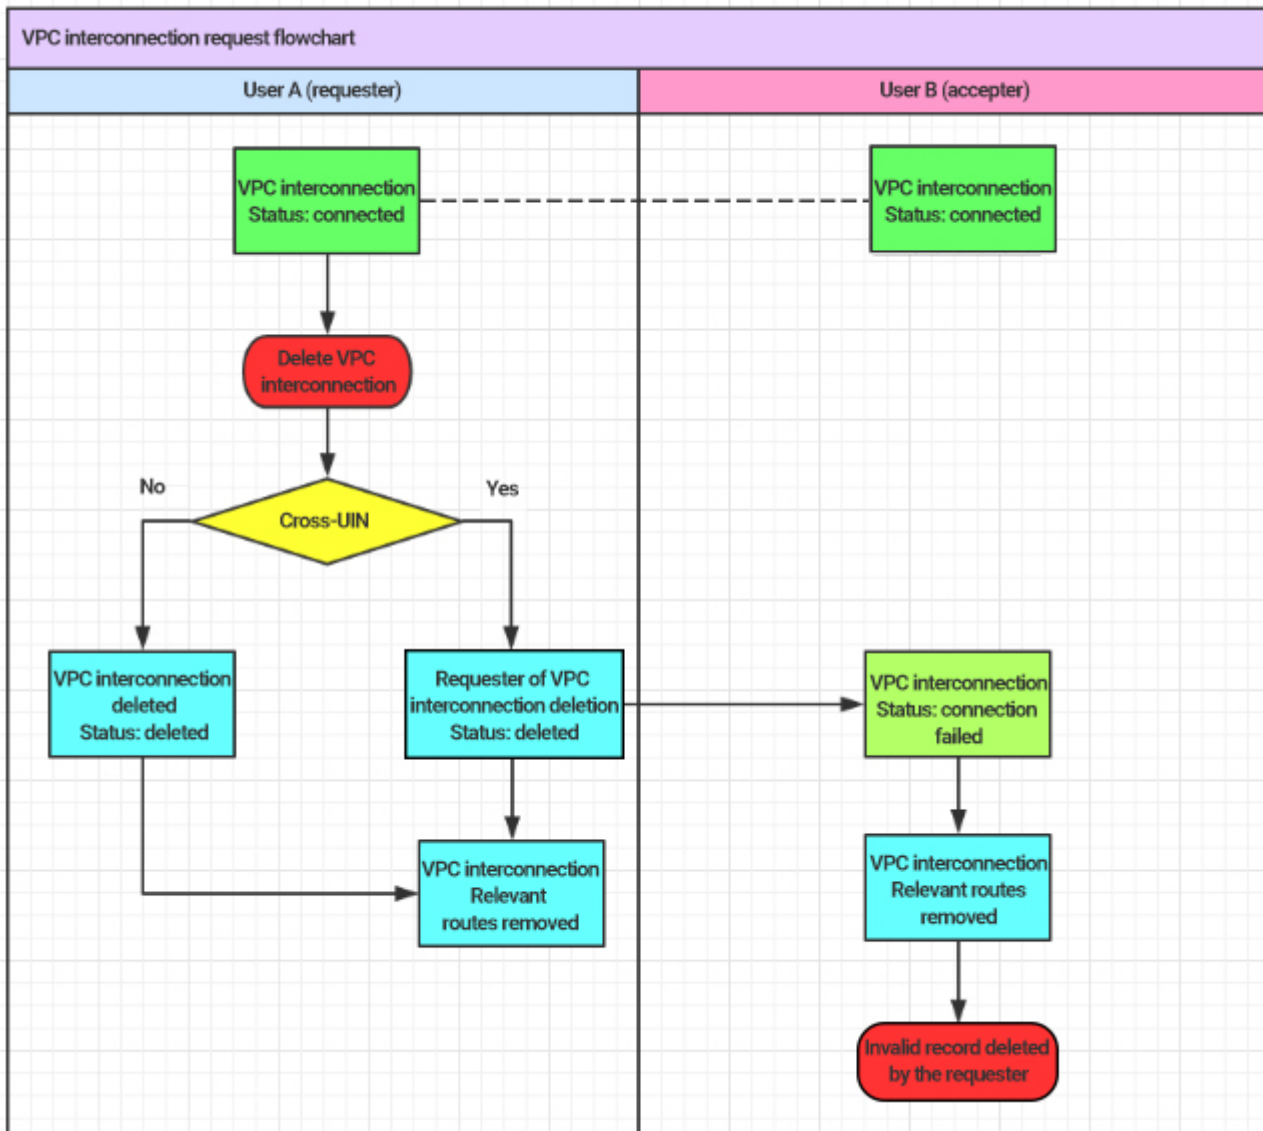 VPC interconnection request flowchart
User A (requester)
User B (accepter)
VPC interconnection
Status: connected
VPC interconnection
Status: connected
Delete VPC
interconnection
No
Yes
Cross-UIN
VPC interconnection
deleted
Status: deleted
Requester of VPC
interconnection deletion
Status: deleted
VPC interconnection
Status: connection
failed
VPC interconnection
Relevant
routes removed
VPC interconnection
Relevant routes
removed
Invalid record deleted
by the requester